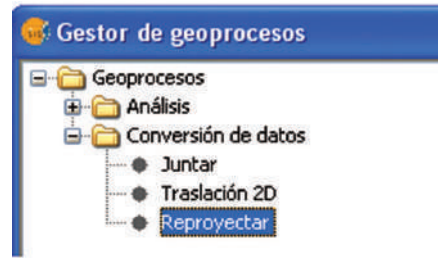 Gestor de geoprocesos
Geoprocesos
Análisis
Conversión de datos
Juntar
Traslación 2D
Reproyectar